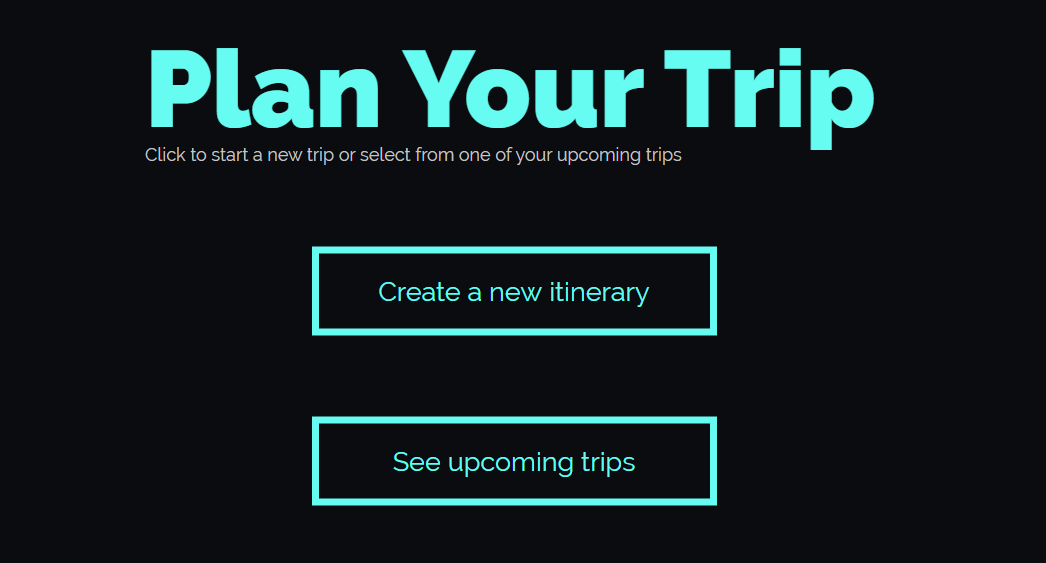 Plan Your Trip
Click to start a new trip or select from one of your upcoming trips
Create a new itinerary
See upcoming trips